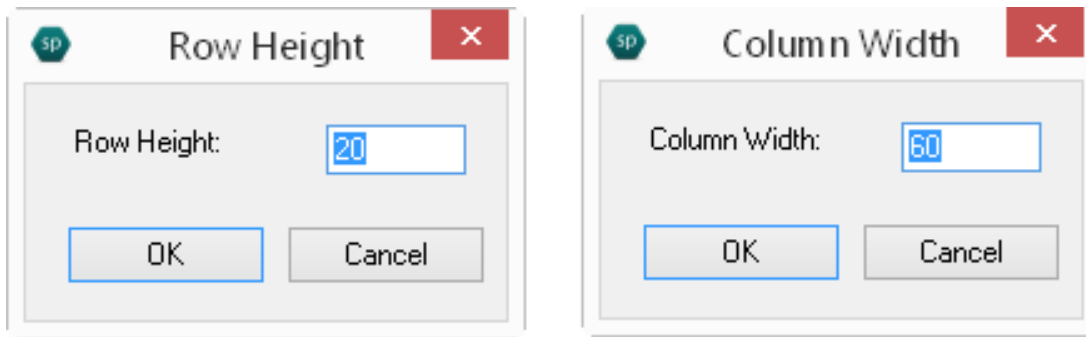 sp Row Height ×
Row Height: 20
OK Cancel
sp Column Width ×
Column Width: 60
OK Cancel